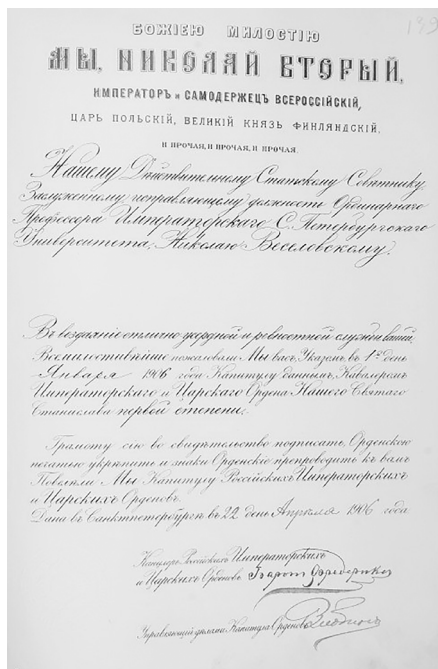 139
БОЖІЕЮ МИЛОСТІЮ
МЫ, НИКОЛАЙ ВТОРЫЙ,
ИМПЕРАТОРЪ и САМОДЕРЖЕЦЪ ВСЕРОССІЙСКІЙ,
ЦАРЬ ПОЛЬСКІЙ, ВЕЛИКІЙ КНЯЗЬ ФИНЛЯНДСКІЙ,
И ПРОЧАЯ, И ПРОЧАЯ, И ПРОЧАЯ.
Нашему Дѣйствительному Статскому Совѣтнику,
Заслуженному исправляющему должность Ординарнаго
Профессора Императорскаго С. Петербургскаго
Университета, Николаю Веселовскому.
Въ воздаяніе отлично усердной и ревностной службы вашей,
Всемилостивѣйше пожаловали Мы васъ, Указомъ, въ 1й день
Января 1906 года Капитулу даннымъ, Кавалеромъ
Императорскаго и Царскаго Ордена Нашего Святаго
Станислава первой степени.
Грамоту сію во свидѣтельство подписать, Орденскою
печатью укрѣпить и знаки Орденскіе препроводить къ вамъ
Повелѣли Мы Капитулу Россійскихъ Императорскихъ
и Царскихъ Орденовъ.
Дана въ Санктпетербургѣ въ 22 день Апрѣля 1906 года.
Канцлеръ Россійскихъ Императорскихъ
и Царскихъ Орденовъ Баронъ Фредериксъ
Управляющій дѣлами Капитула Орденовъ